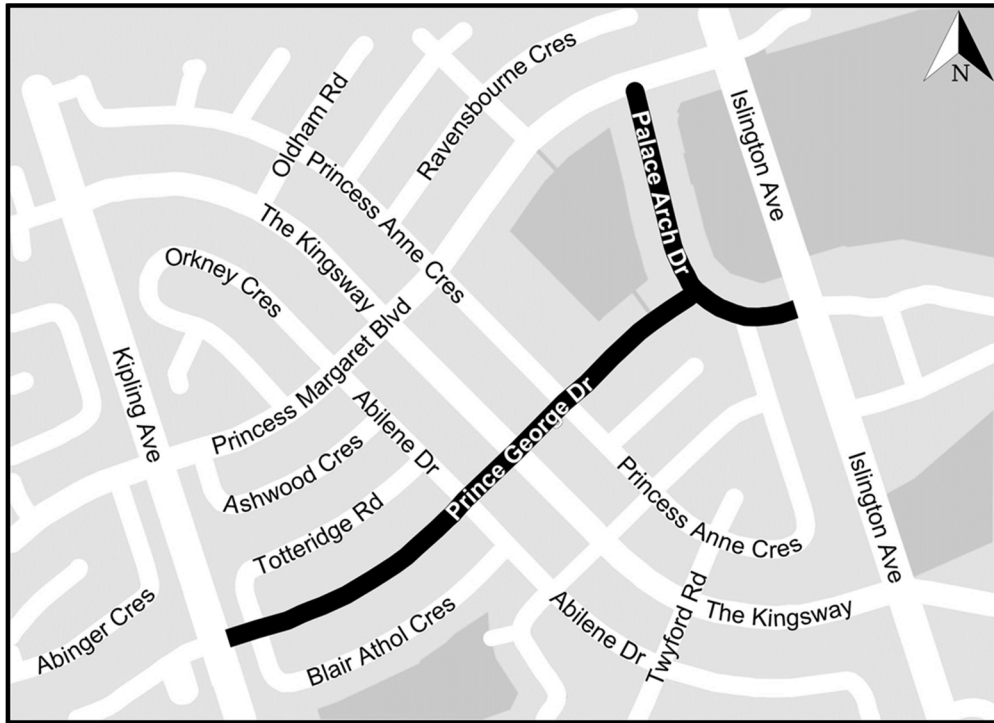 N
Ravensbourne Cres
Oldham Rd
Palace Arch Dr
Islington Ave
Princess Anne Cres
The Kingsway
Orkney Cres
Princess Margaret Blvd
Kipling Ave
Abilene Dr
Prince George Dr
Ashwood Cres
Islington Ave
Princess Anne Cres
Totteridge Rd
Abinger Cres
Blair Athol Cres
Abilene Dr
Twyford Rd
The Kingsway